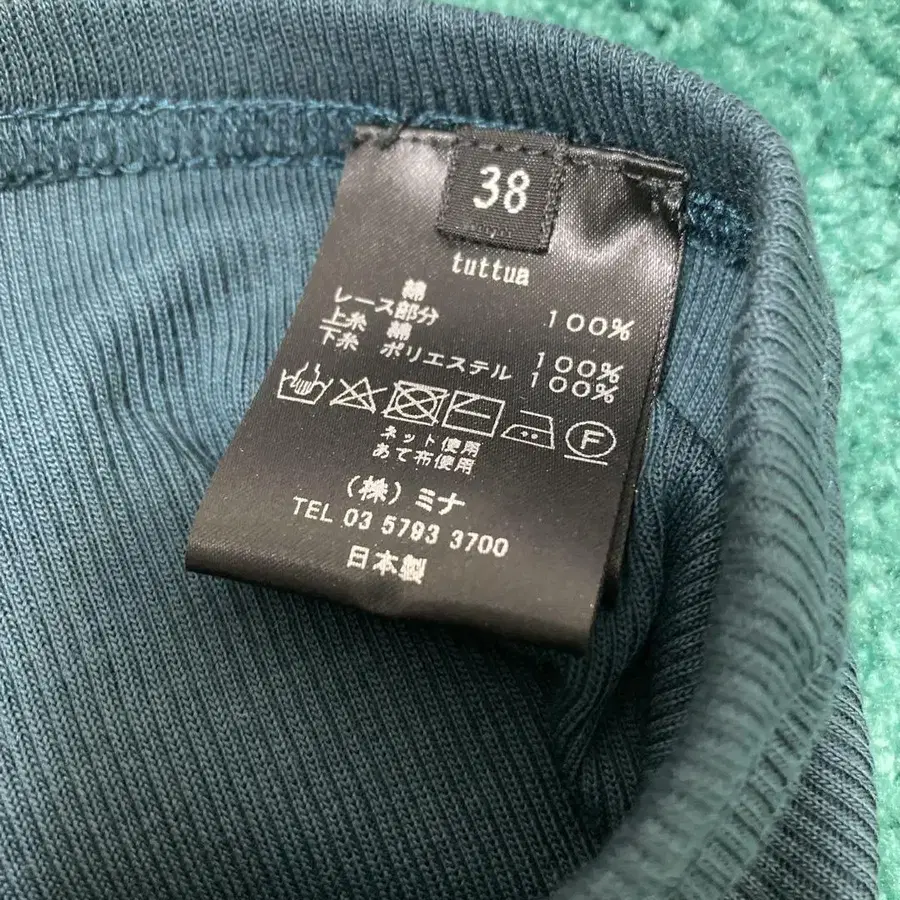 38
tuttua
綿 100%
レース部分
上糸 綿 100%
下糸 ポリエステル 100%
F
ネット使用
あて布使用
(株)ミナ
TEL 03 5793 3700
日本製